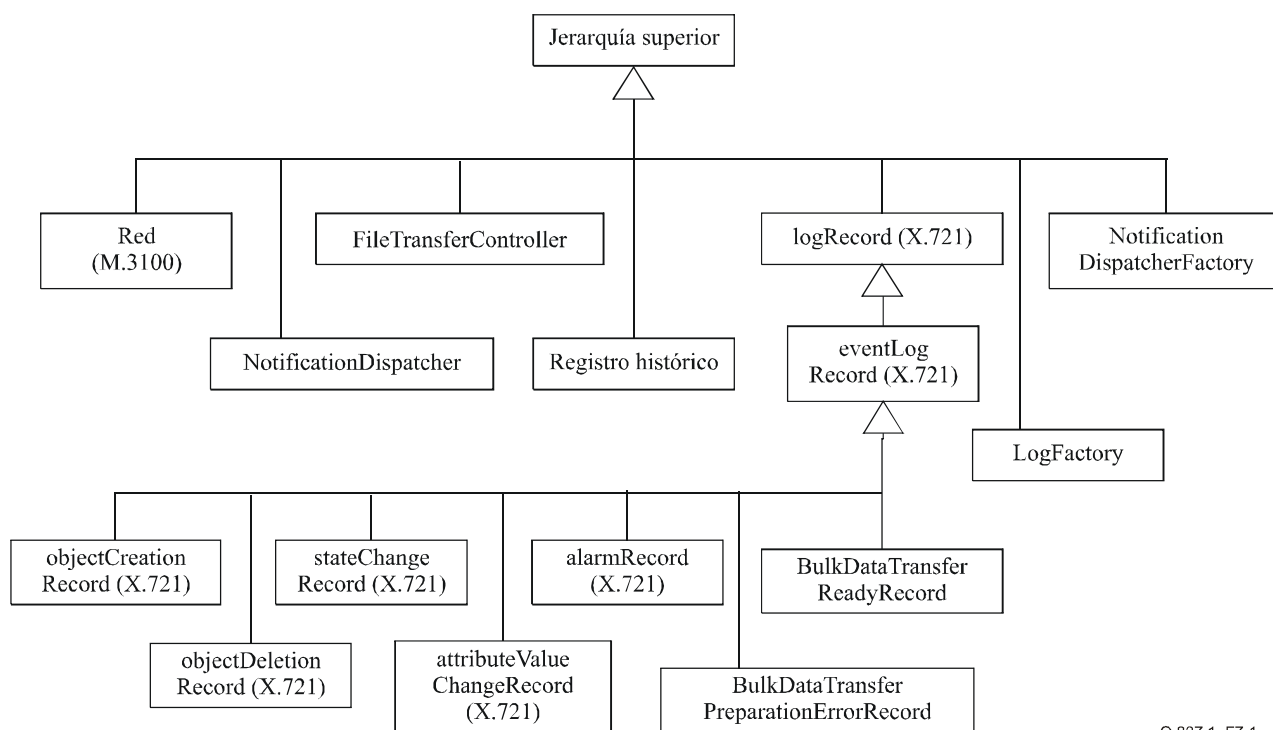 Jerarquía superior
Red
(M.3100)
FileTransferController
logRecord (X.721)
Notification
DispatcherFactory
NotificationDispatcher
Registro histórico
eventLog
Record (X.721)
LogFactory
objectCreation
Record (X.721)
stateChange
Record (X.721)
alarmRecord
(X.721)
BulkDataTransfer
ReadyRecord
objectDeletion
Record (X.721)
attributeValue
ChangeRecord
(X.721)
BulkDataTransfer
PreparationErrorRecord